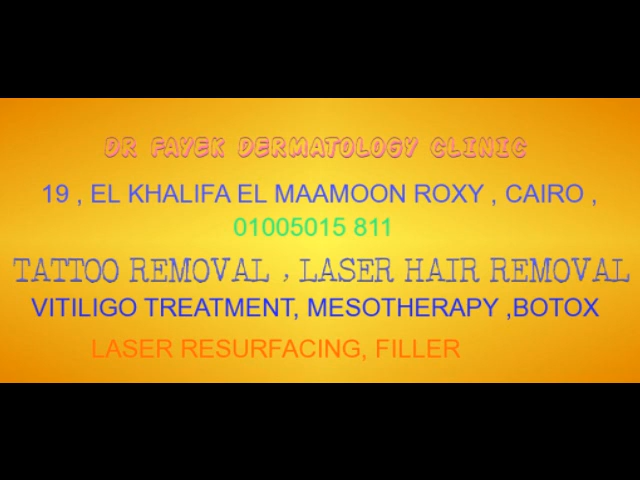 DR FAYEK DERMATOLOGY CLINIC
19 , EL KHALIFA EL MAAMOON ROXY , CAIRO ,
01005015 811
TATTOO REMOVAL , LASER HAIR REMOVAL
VITILIGO TREATMENT, MESOTHERAPY ,BOTOX
LASER RESURFACING, FILLER